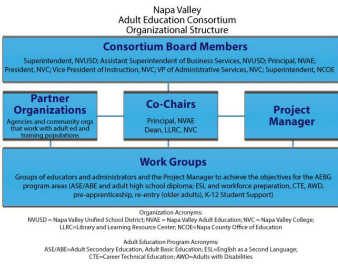 Napa Valley
Adult Education Consortium
Organizational Structure
Consortium Board Members
Superintendent, NVUSD; Assistant Superintendent of Business Services, NVUSD; Principal, NVAE;
President, NVC; Vice President of Instruction, NVC; VP of Administrative Services, NVC; Superintendent, NCOE
Partner
Organizations
Agencies and community orgs
that work with adult ed and
training populations
Co-Chairs
Principal, NVAE
Dean, LLRC, NVC
Project
Manager
Work Groups
Groups of educators and administrators and the Project Manager to achieve the objectives for the AEBG
program areas (ASE/ABE and adult high school diploma; ESL and workforce preparation, CTE, AWD,
pre-apprenticeship, re-entry (older adults), K-12 Student Support)
Organization Acronyms:
NVUSD = Napa Valley Unified School District; NVAE = Napa Valley Adult Education; NVC = Napa Valley College;
LLRC=Library and Learning Resource Center; NCOE=Napa County Office of Education
Adult Education Program Acronyms:
ASE/ABE=Adult Secondary Education, Adult Basic Education; ESL=English as a Second Language;
CTE=Career Technical Education; AWD=Adults with Disabilities